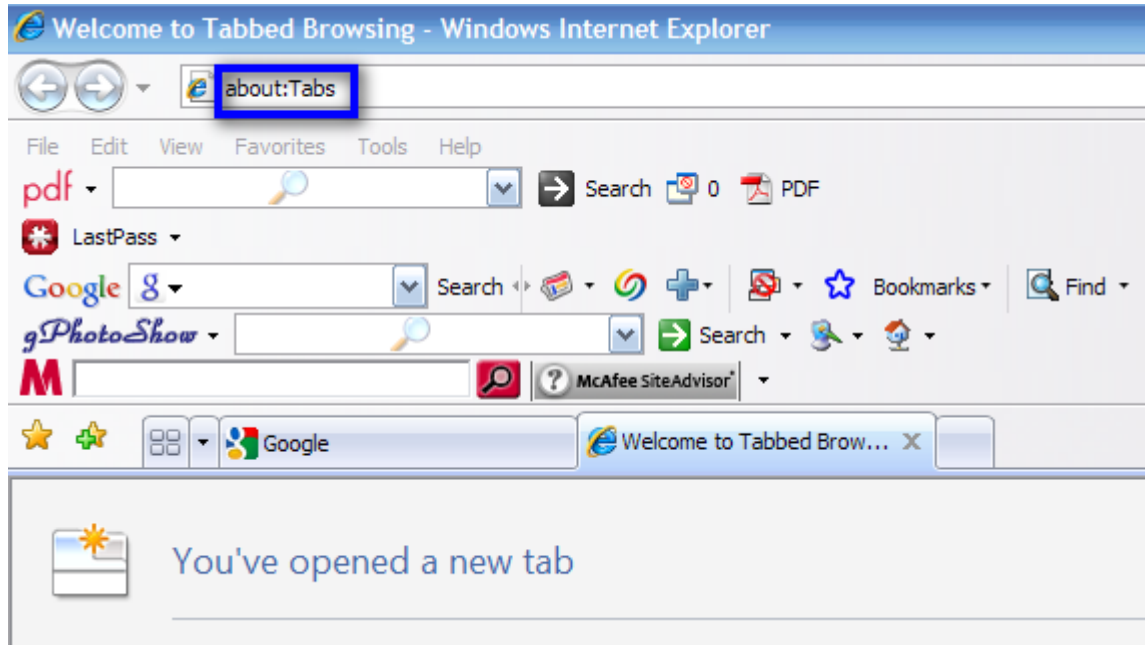 Welcome to Tabbed Browsing - Windows Internet Explorer
about:Tabs
File Edit View Favorites Tools Help
pdf Search 0 PDF
LastPass
Google g Search Bookmarks Find
gPhotoShow Search
M ? McAfee SiteAdvisor
Google Welcome to Tabbed Brow... X
You've opened a new tab